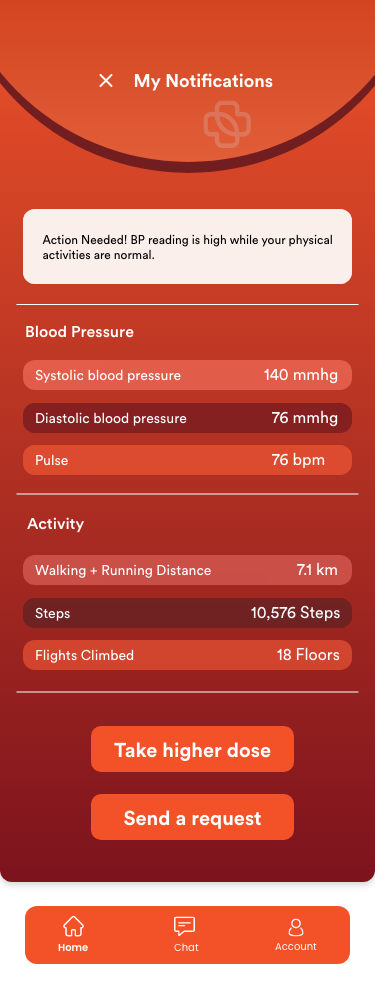 My Notifications
Action Needed! BP reading is high while your physical
activities are normal.
Blood Pressure
Systolic blood pressure 140 mmhg
Diastolic blood pressure 76 mmhg
Pulse 76 bpm
Activity
Walking + Running Distance 7.1 km
Steps 10,576 Steps
Flights Climbed 18 Floors
Take higher dose
Send a request
Home Chat Account